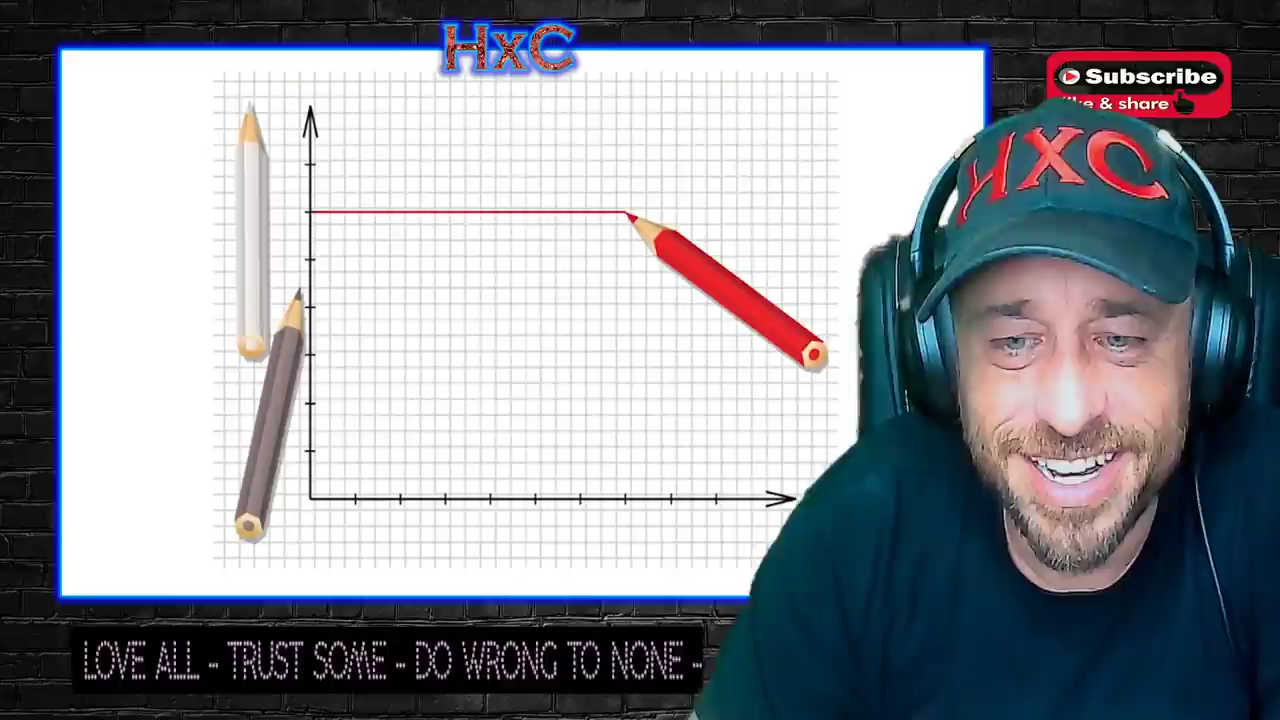 HxC
Subscribe
like & share
HXC
LOVE ALL - TRUST SOME - DO WRONG TO NONE -